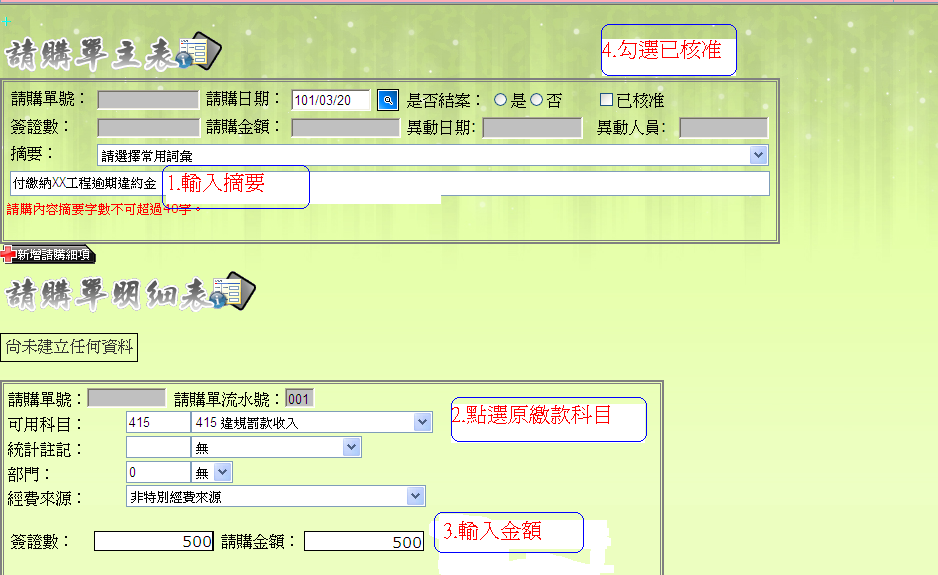 請購單主表
4.勾選已核准
請購單號： 請購日期： 101/03/20 是否結案： 是 否 已核准
簽證數： 請購金額： 異動日期: 異動人員:
摘要： 請選擇常用詞彙
付繳納XX工程逾期違約金 1.輸入摘要
請購內容摘要字數不可超過40字。
新增請購細項
請購單明細表
尚未建立任何資料
請購單號： 請購單流水號： 001
可用科目： 415 415 違規罰款收入 2.點選原繳款科目
統計註記： 無
部門： 0 無
經費來源： 非特別經費來源
簽證數： 500 請購金額： 500 3.輸入金額